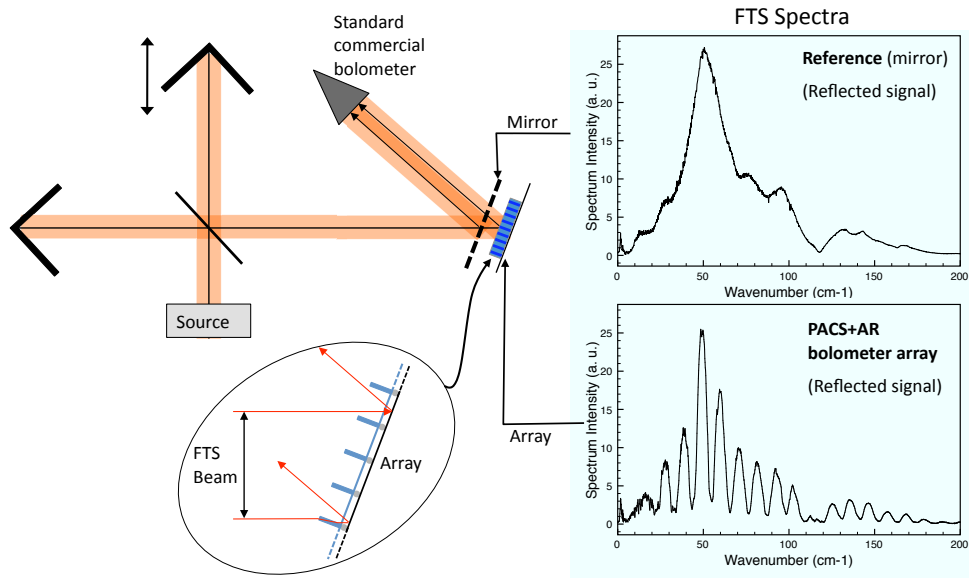 Standard
commercial
bolometer
Mirror
Source
FTS
Beam
Array
Array
FTS Spectra
Reference (mirror)
(Reflected signal)
Spectrum Intensity (a. u.)
25
20
15
10
5
0
0 50 100 150 200
Wavenumber (cm-1)
PACS+AR
bolometer array
(Reflected signal)
Spectrum Intensity (a. u.)
25
20
15
10
5
0
0 50 100 150 200
Wavenumber (cm-1)